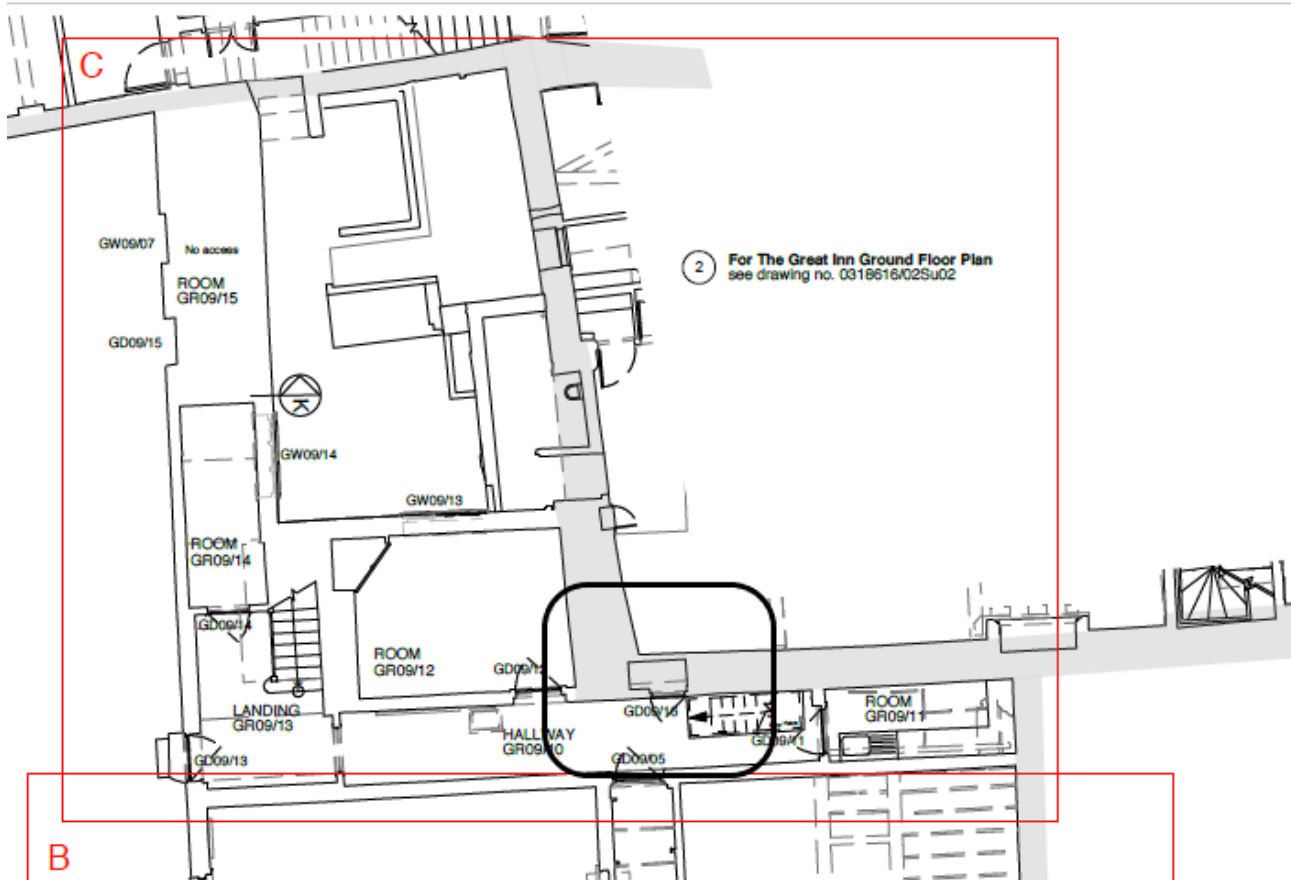 C
GW09/07
No access
ROOM
GR09/15
2
For The Great Inn Ground Floor Plan
see drawing no. 0318616/02Su02
GD09/15
K
GW09/14
GW09/13
ROOM
GR09/14
GD09/14
ROOM
GR09/12
GD09/12
LANDING
GR09/13
HALLWAY
GR09/10
GD09/16
ROOM
GR09/11
GD09/11
GD09/13
GD09/05
B